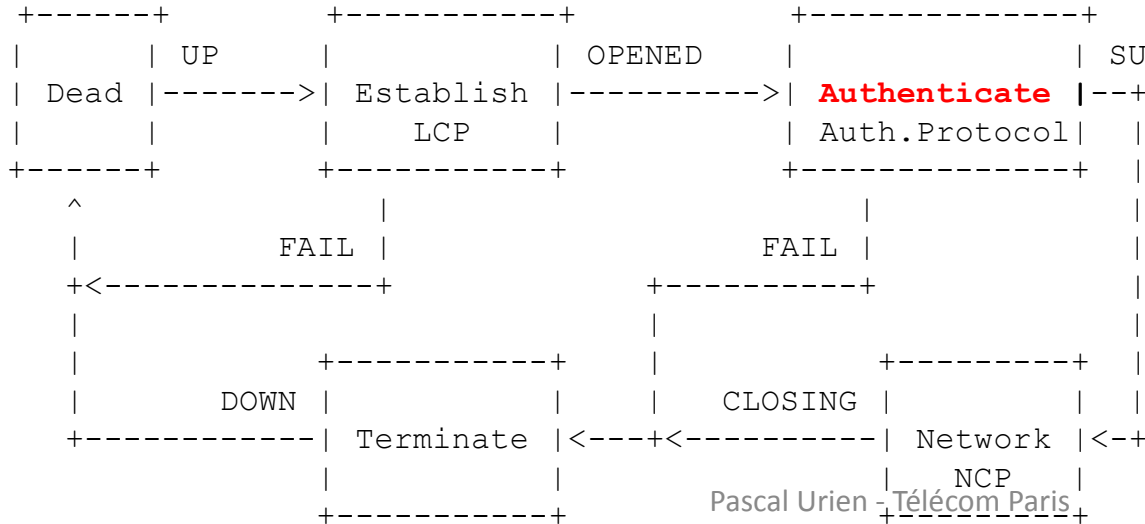 +------+        +-----------+           +--------------+
|      | UP     |           | OPENED    |              | SU
| Dead |------->| Establish |---------->| Authenticate |--+
|      |        |    LCP    |           | Auth.Protocol|  |
+------+        +-----------+           +--------------+  |
   ^                  |                       |           |
   |             FAIL |                  FAIL |           |
   +<--------------+             +----------+             |
   |                             |                        |
   |            +-----------+    |          +---------+   |
   |       DOWN |           |    |  CLOSING |         |   |
   +------------| Terminate |<---+<----------| Network |<-+
                |           |               |   NCP   |
                +-----------+               +---------+
Pascal Urien - Télécom Paris